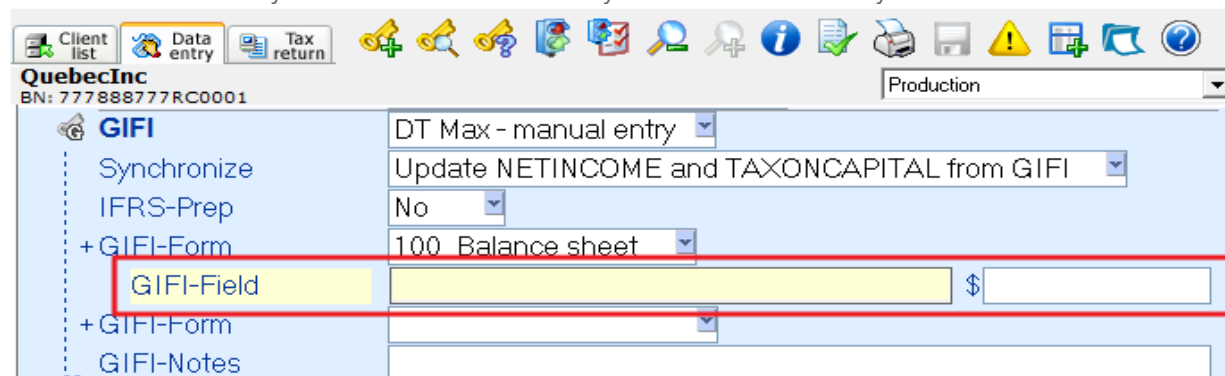 Client list Data entry Tax return
QuebecInc Production
BN: 777888777RC0001
GIFI DT Max - manual entry
Synchronize Update NETINCOME and TAXONCAPITAL from GIFI
IFRS-Prep No
+ GIFI-Form 100 Balance sheet
GIFI-Field $
+ GIFI-Form
GIFI-Notes